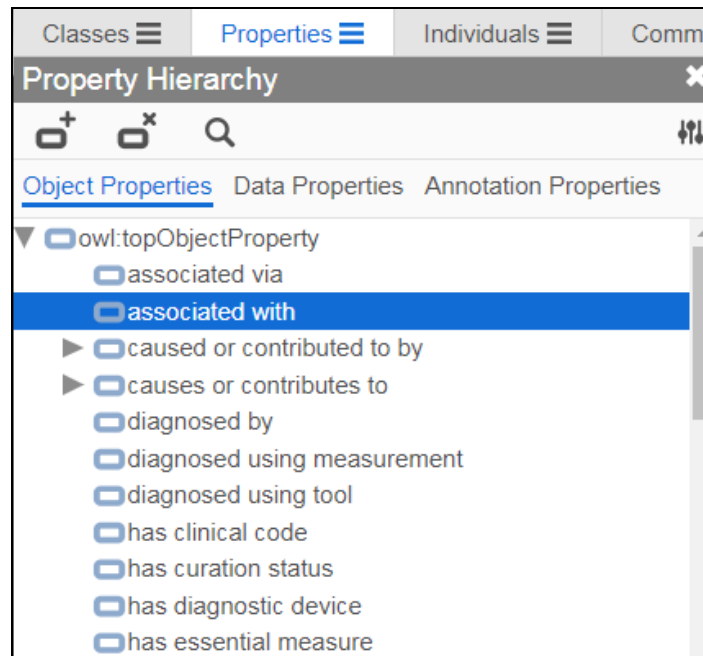 Classes Properties Individuals Comm
Property Hierarchy
Object Properties Data Properties Annotation Properties
owl:topObjectProperty
associated via
associated with
caused or contributed to by
causes or contributes to
diagnosed by
diagnosed using measurement
diagnosed using tool
has clinical code
has curation status
has diagnostic device
has essential measure